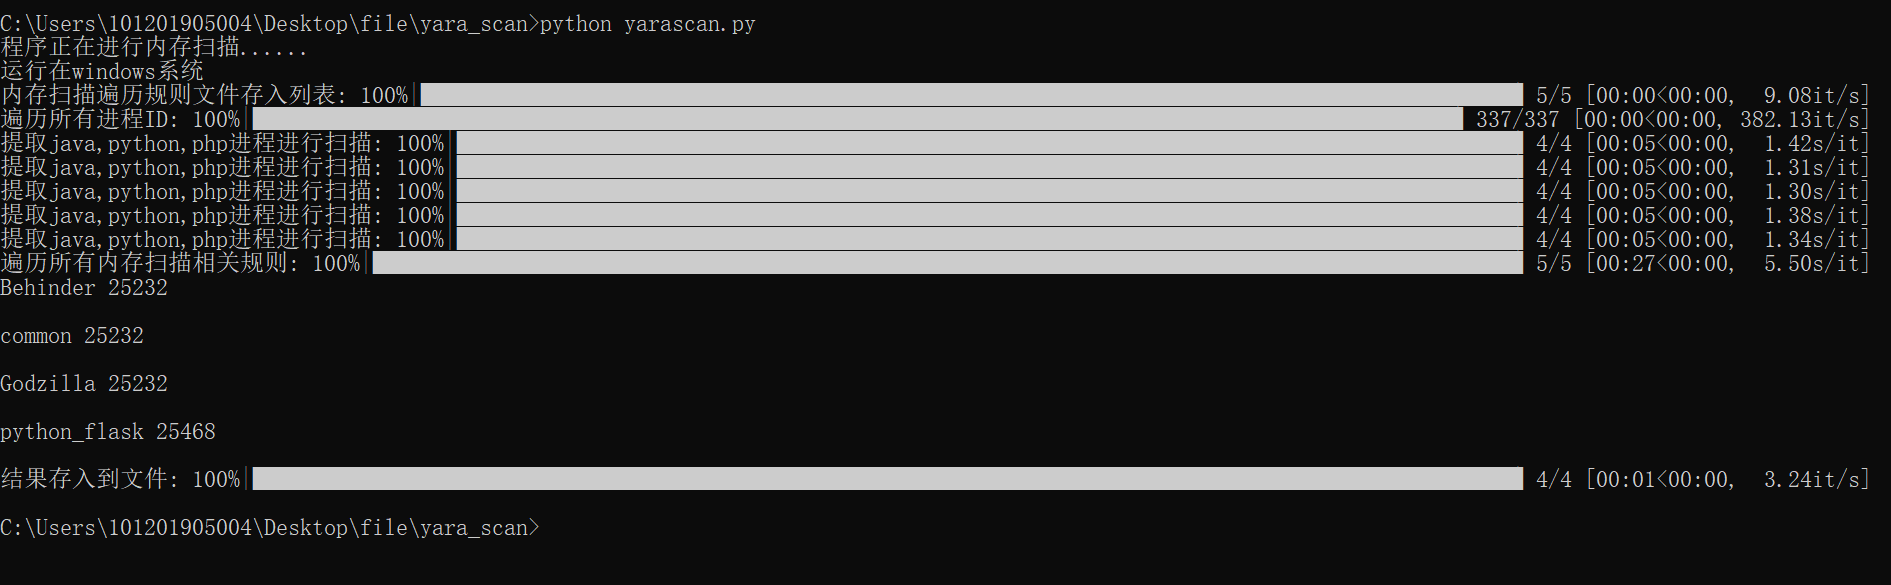 C:\Users\101201905004\Desktop\file\yara_scan>python yarascan.py
程序正在进行内存扫描......
运行在windows系统
内存扫描遍历规则文件存入列表: 100%| 5/5 [00:00<00:00, 9.08it/s]
遍历所有进程ID: 100%| 337/337 [00:00<00:00, 382.13it/s]
提取java,python,php进程进行扫描: 100%| 4/4 [00:05<00:00, 1.42s/it]
提取java,python,php进程进行扫描: 100%| 4/4 [00:05<00:00, 1.31s/it]
提取java,python,php进程进行扫描: 100%| 4/4 [00:05<00:00, 1.30s/it]
提取java,python,php进程进行扫描: 100%| 4/4 [00:05<00:00, 1.38s/it]
提取java,python,php进程进行扫描: 100%| 4/4 [00:05<00:00, 1.34s/it]
遍历所有内存扫描相关规则: 100%| 5/5 [00:27<00:00, 5.50s/it]
Behinder 25232
common 25232
Godzilla 25232
python_flask 25468
结果存入到文件: 100%| 4/4 [00:01<00:00, 3.24it/s]
C:\Users\101201905004\Desktop\file\yara_scan>